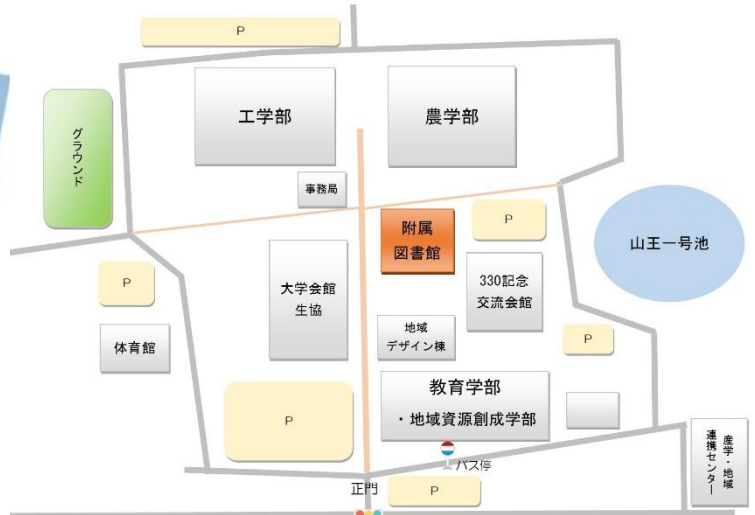 P
工学部
農学部
グラウンド
事務局
附属
図書館
P
山王一号池
大学会館
生協
330記念
交流会館
P
体育館
地域
デザイン棟
P
教育学部
・地域資源創成学部
P
産学・地域
連携センター
バス停
正門
P